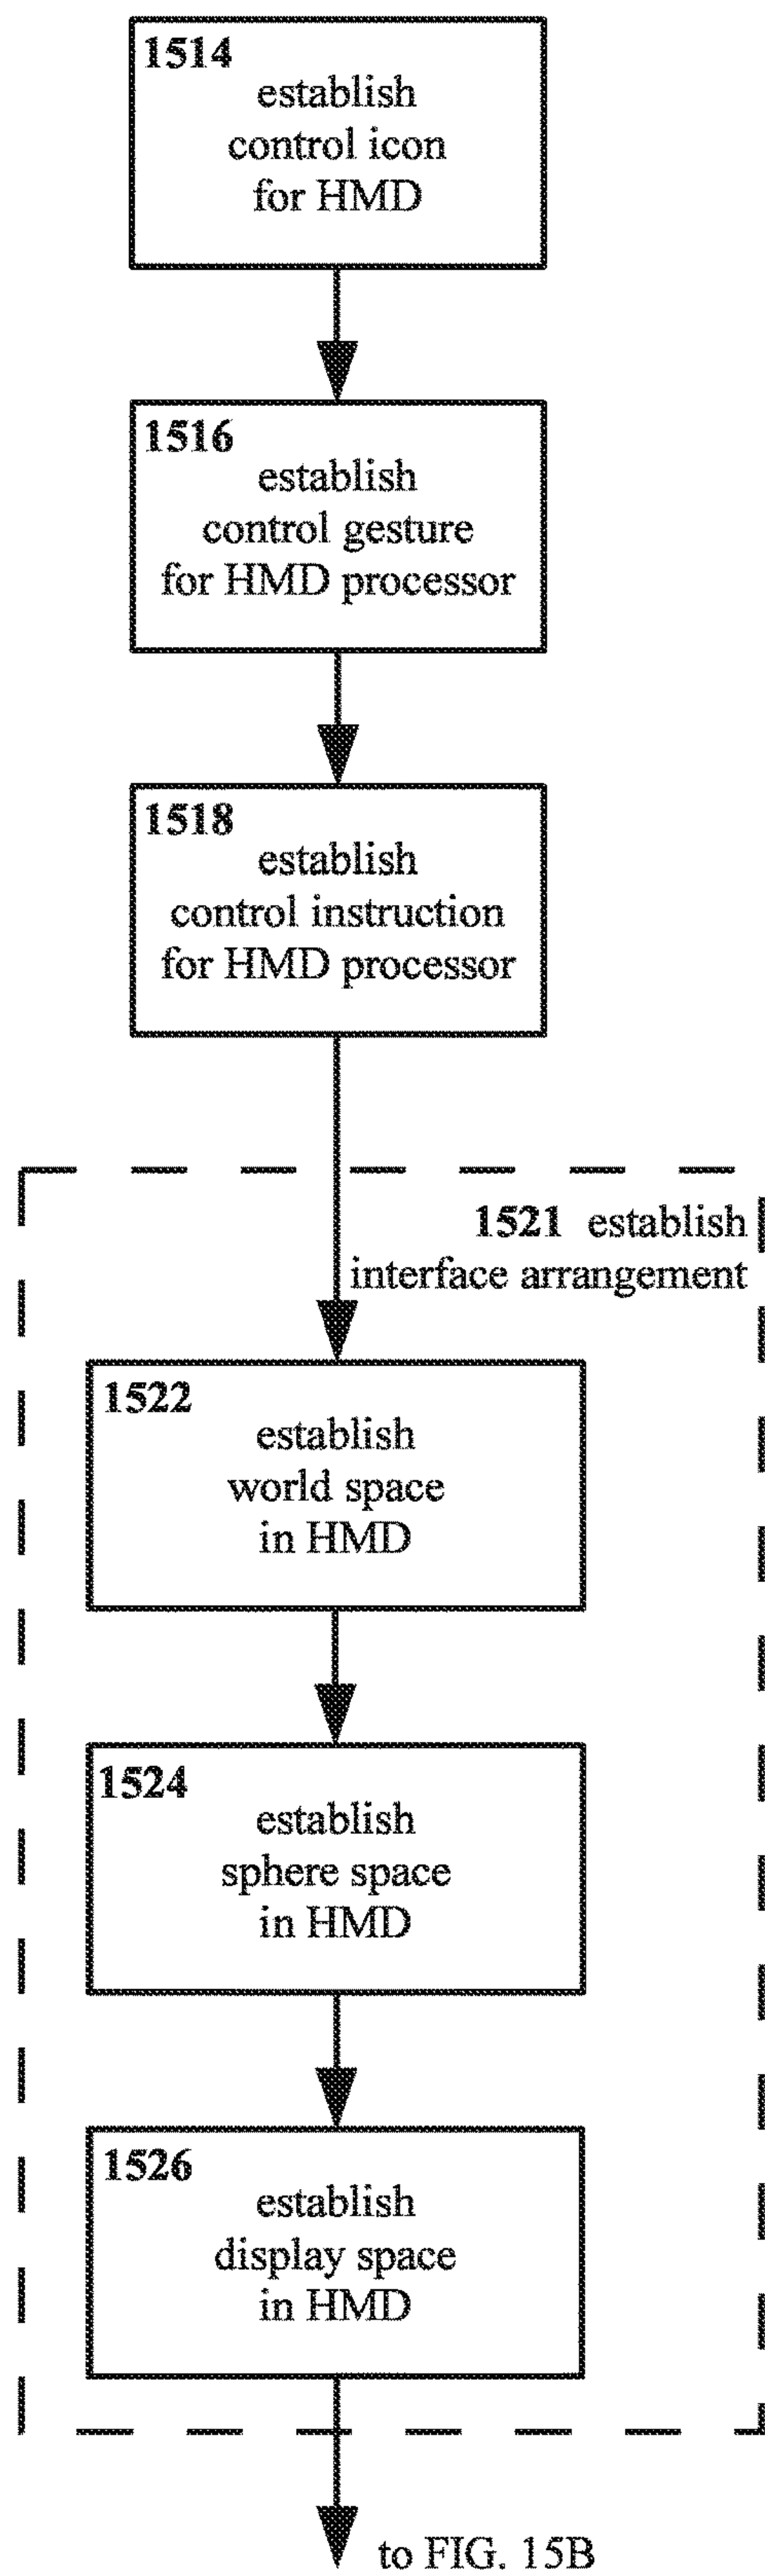 1514
establish
control icon
for HMD
1516
establish
control gesture
for HMD processor
1518
establish
control instruction
for HMD processor
1521 establish
interface arrangement
1522
establish
world space
in HMD
1524
establish
sphere space
in HMD
1526
establish
display space
in HMD
to FIG. 15B